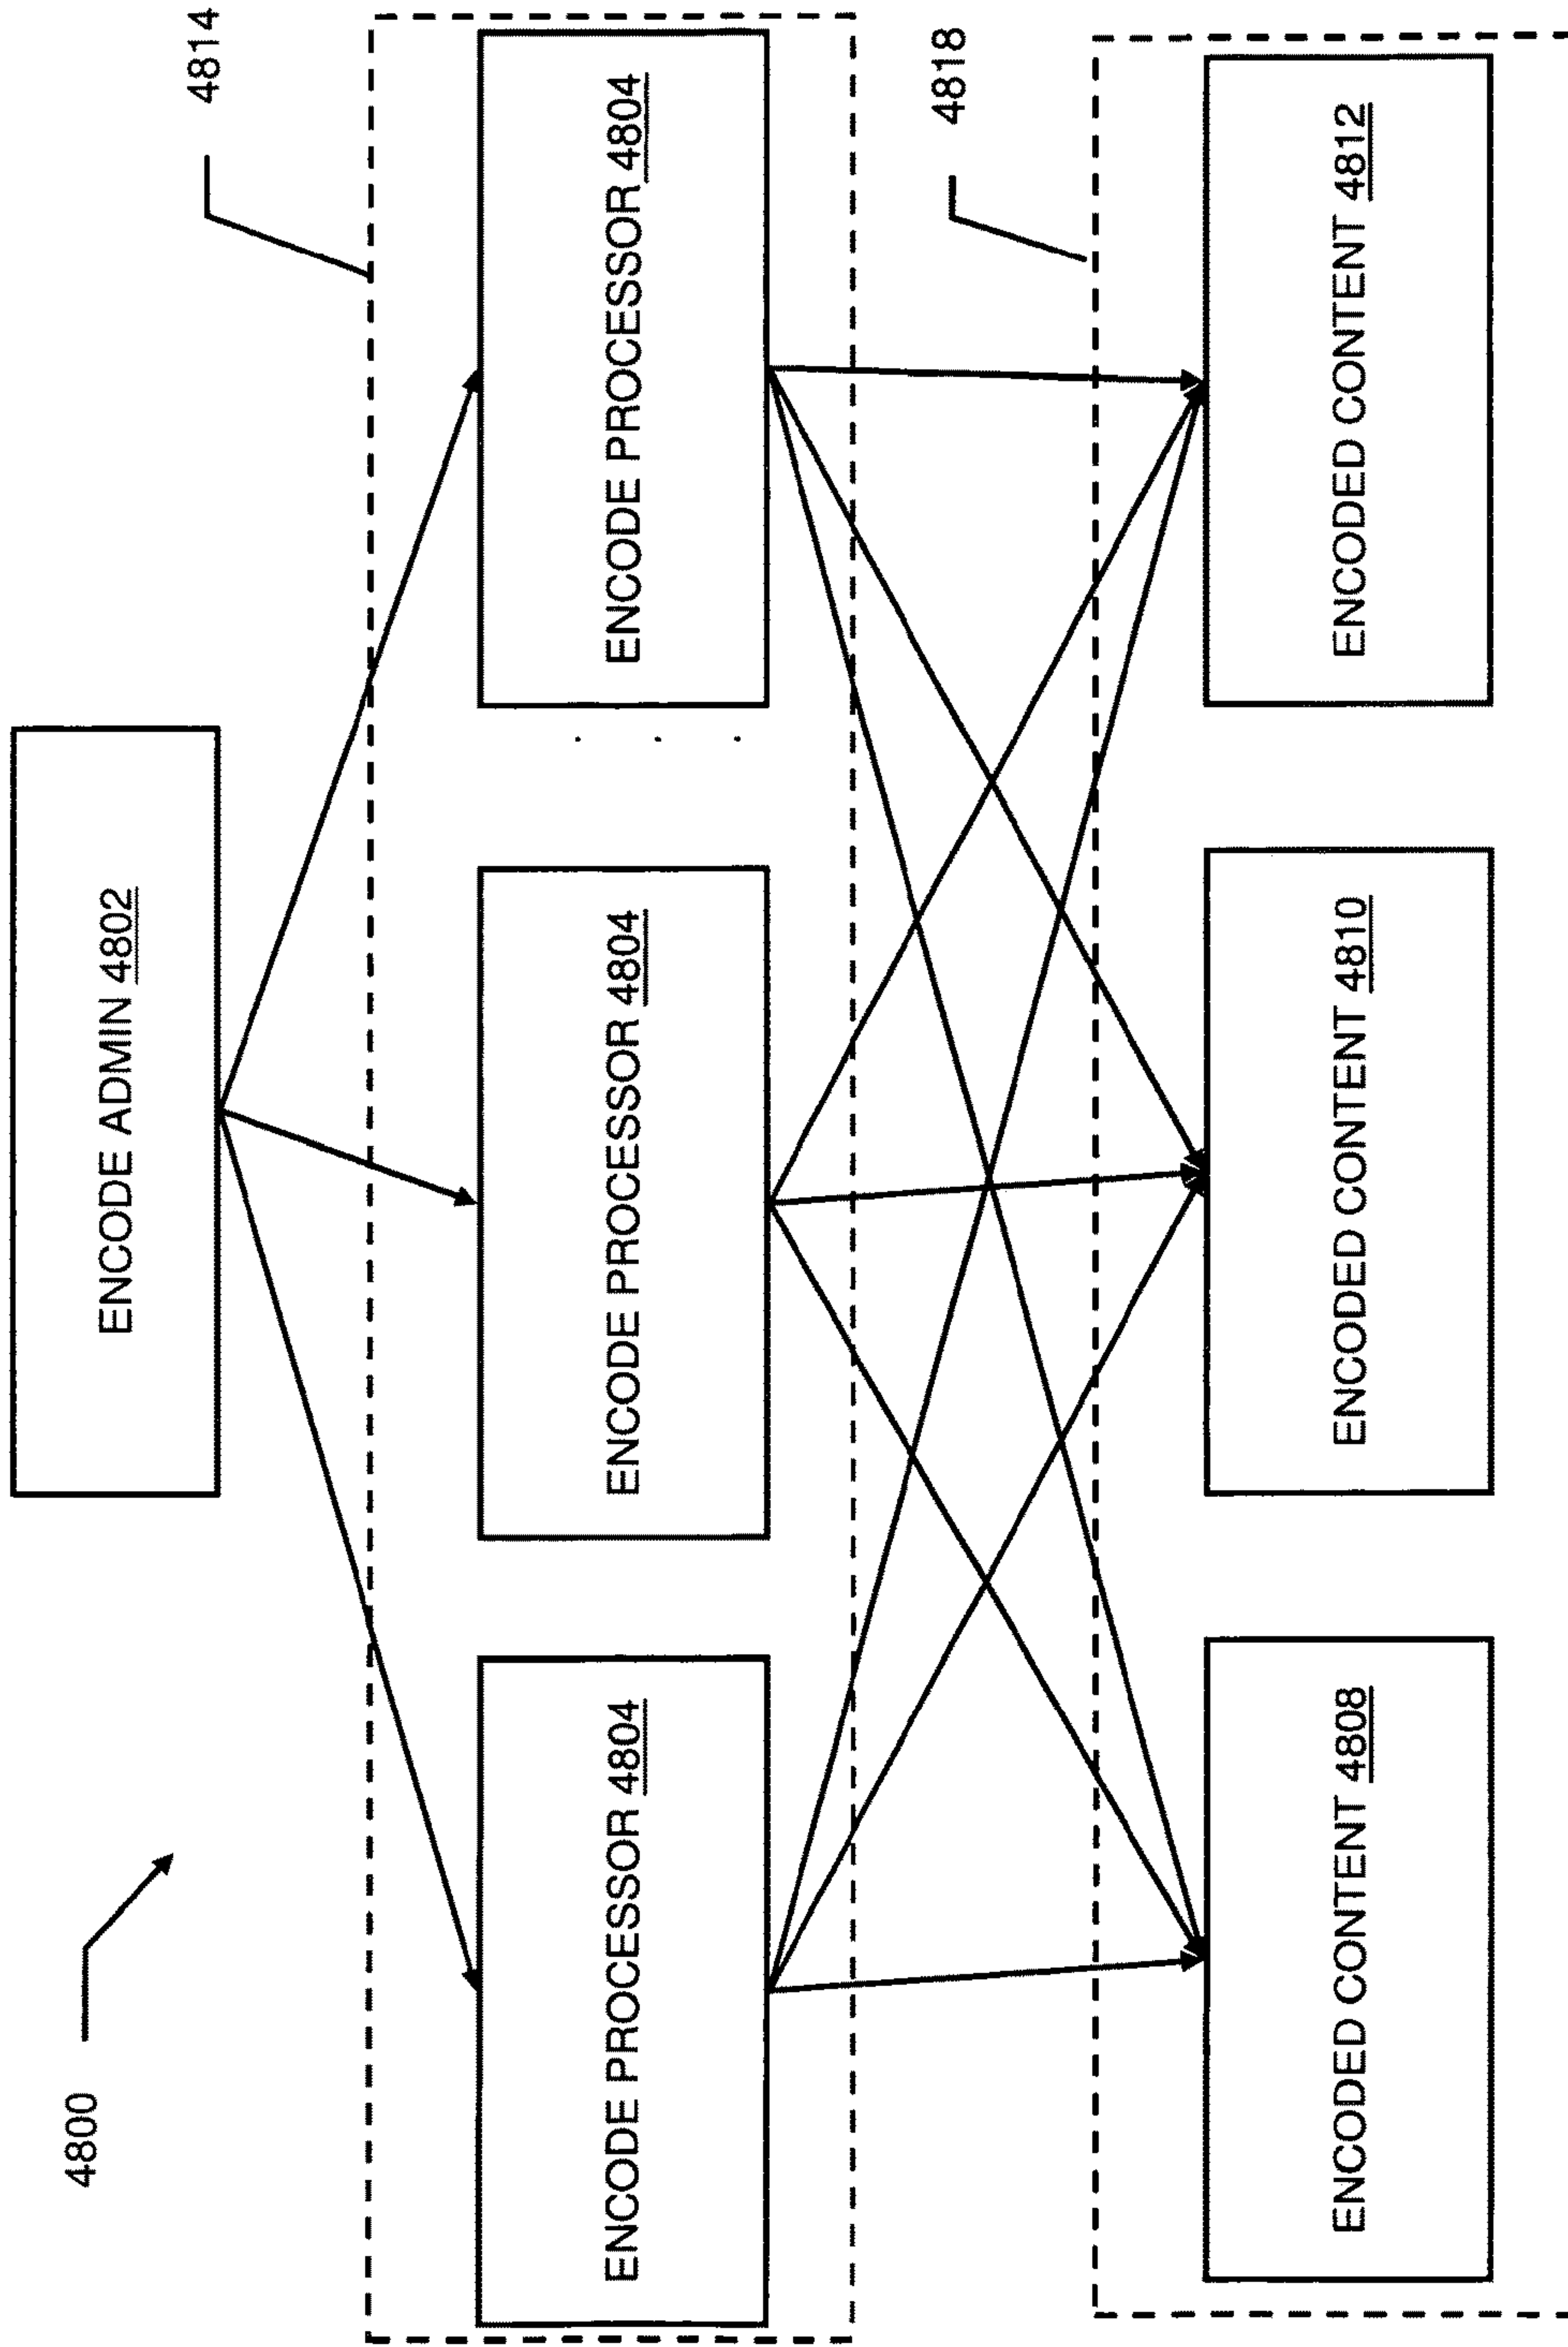 4800
ENCODE ADMIN 4802
4814
ENCODE PROCESSOR 4804
ENCODE PROCESSOR 4804
. . .
ENCODE PROCESSOR 4804
4818
ENCODED CONTENT 4808
ENCODED CONTENT 4810
ENCODED CONTENT 4812